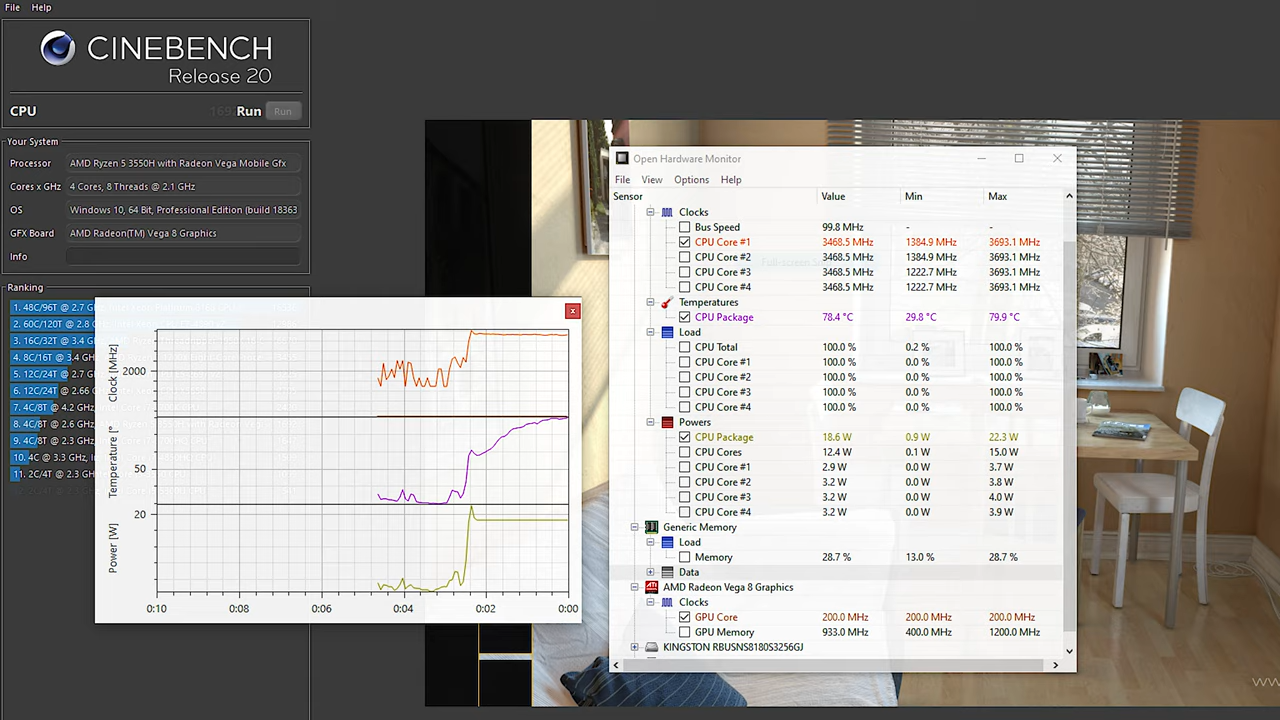 File Help
CINEBENCH
Release 20
CPU
Run
Run
Your System
Processor AMD Ryzen 5 3550H with Radeon Vega Mobile Gfx
Cores x GHz 4 Cores, 8 Threads @ 2.1 GHz
OS Windows 10, 64 Bit, Professional Edition (build 18363
GFX Board AMD Radeon(TM) Vega 8 Graphics
Info
Ranking
1. 48C/96T @ 2.7 G
2. 60C/120T @ 2.8
3. 16C/32T @ 3.4
4. 8C/16T @ 3.4
5. 12C/24T @ 2.7
6. 12C/24T @ 2.66
7. 4C/8T @ 4.2 GHz,
8. 4C/8T @ 2.6 GHz,
9. 4C/8T @ 2.3 GHz,
10. 4C @ 3.3 GHz,
11. 2C/4T @ 2.3 GHz
x
Clock [MHz]
2000
Temperature [°
50
Power [W]
20
0:10 0:08 0:06 0:04 0:02 0:00
Open Hardware Monitor
File View Options Help
Sensor Value Min Max
Clocks
Bus Speed 99.8 MHz - -
CPU Core #1 3468.5 MHz 1384.9 MHz 3693.1 MHz
CPU Core #2 3468.5 MHz 1384.9 MHz 3693.1 MHz
CPU Core #3 3468.5 MHz 1222.7 MHz 3693.1 MHz
CPU Core #4 3468.5 MHz 1222.7 MHz 3693.1 MHz
Temperatures
CPU Package 78.4 °C 29.8 °C 79.9 °C
Load
CPU Total 100.0 % 0.2 % 100.0 %
CPU Core #1 100.0 % 0.0 % 100.0 %
CPU Core #2 100.0 % 0.0 % 100.0 %
CPU Core #3 100.0 % 0.0 % 100.0 %
CPU Core #4 100.0 % 0.0 % 100.0 %
Powers
CPU Package 18.6 W 0.9 W 22.3 W
CPU Cores 12.4 W 0.1 W 15.0 W
CPU Core #1 2.9 W 0.0 W 3.7 W
CPU Core #2 3.2 W 0.0 W 3.8 W
CPU Core #3 3.2 W 0.0 W 4.0 W
CPU Core #4 3.2 W 0.0 W 3.9 W
Generic Memory
Load
Memory 28.7 % 13.0 % 28.7 %
Data
ATI AMD Radeon Vega 8 Graphics
Clocks
GPU Core 200.0 MHz 200.0 MHz 200.0 MHz
GPU Memory 933.0 MHz 400.0 MHz 1200.0 MHz
KINGSTON RBUSNS8180S3256GJ
ww